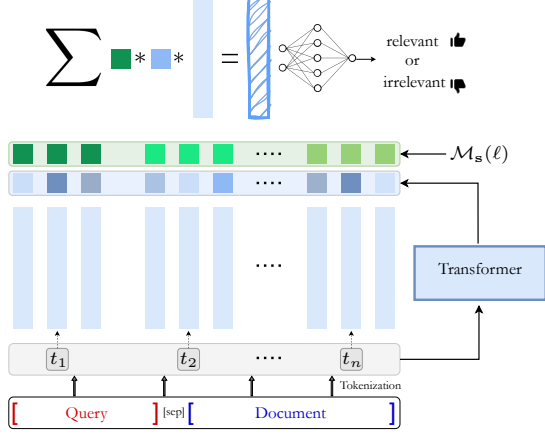 ∑ * * =
relevant
or
irrelevant
....
ℳ_s(ℓ)
....
....
Transformer
t_1 t_2 .... t_n
Tokenization
[ Query ] [sep] [ Document ]